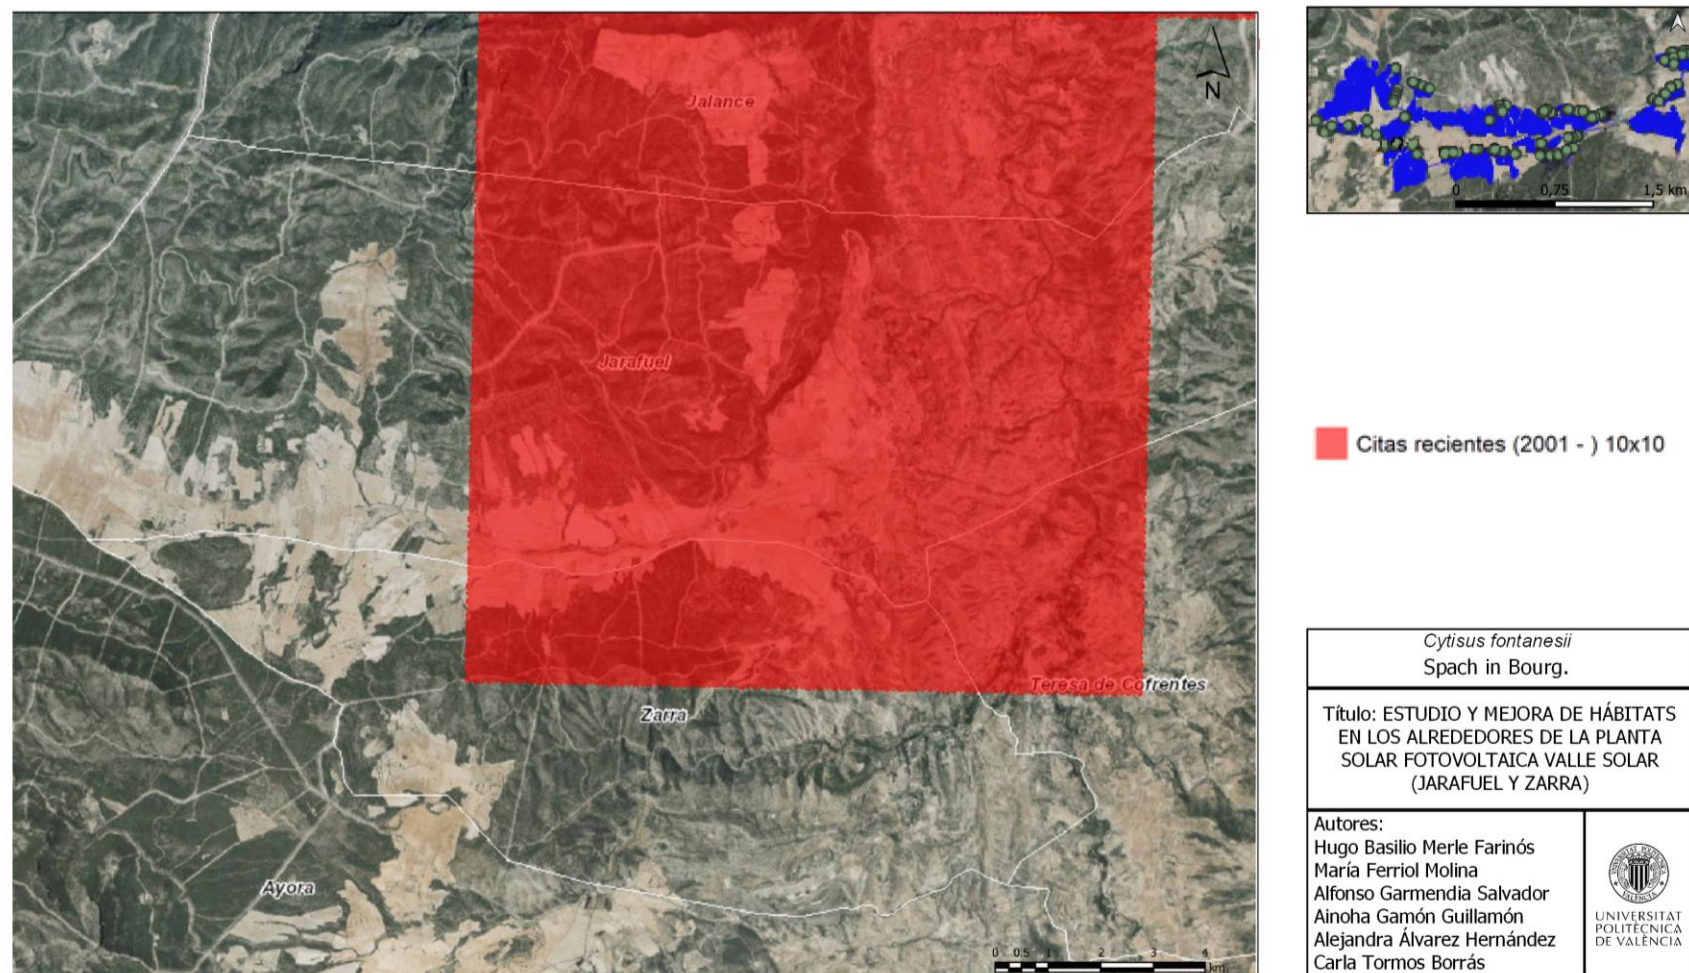 Jalance
N
Jarafuel
Teresa de Cofrentes
Zarra
Ayora
0 0.5 1 2 3 4
km
0 0,75 1,5 km
Citas recientes (2001 - ) 10x10
Cytisus fontanesii
Spach in Bourg.
Título: ESTUDIO Y MEJORA DE HÁBITATS
EN LOS ALREDEDORES DE LA PLANTA
SOLAR FOTOVOLTAICA VALLE SOLAR
(JARAFUEL Y ZARRA)
Autores:
Hugo Basilio Merle Farinós
María Ferriol Molina
Alfonso Garmendia Salvador
Ainoha Gamón Guillamón
Alejandra Álvarez Hernández
Carla Tormos Borrás
UNIVERSITAT
POLITÈCNICA
DE VALÈNCIA